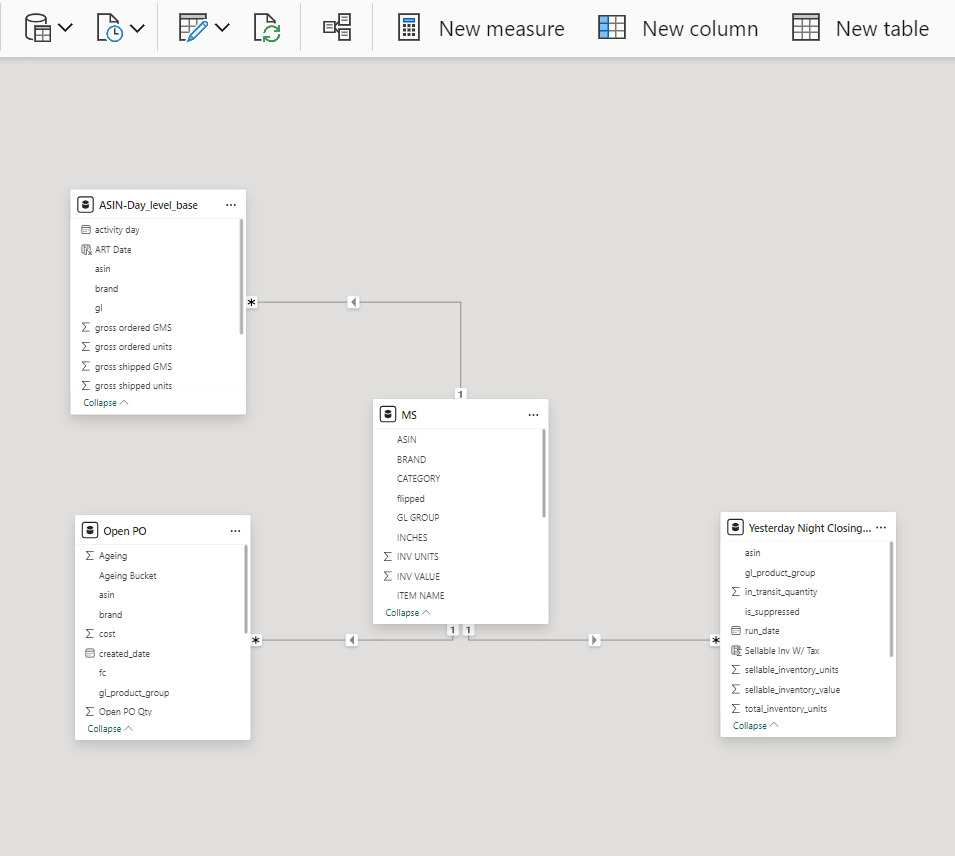 New measure
New column
New table
ASIN-Day_level_base
activity day
ART Date
asin
brand
gl
gross ordered GMS
gross ordered units
gross shipped GMS
gross shipped units
Collapse
*
1
MS
ASIN
BRAND
CATEGORY
flipped
GL GROUP
INCHES
INV UNITS
INV VALUE
ITEM NAME
Collapse
1 1
Open PO
Ageing
Ageing Bucket
asin
brand
cost
created_date
fc
gl_product_group
Open PO Qty
Collapse
*
*
Yesterday Night Closing...
asin
gl_product_group
in_transit_quantity
is_suppressed
run_date
Sellable Inv W/ Tax
sellable_inventory_units
sellable_inventory_value
total_inventory_units
Collapse